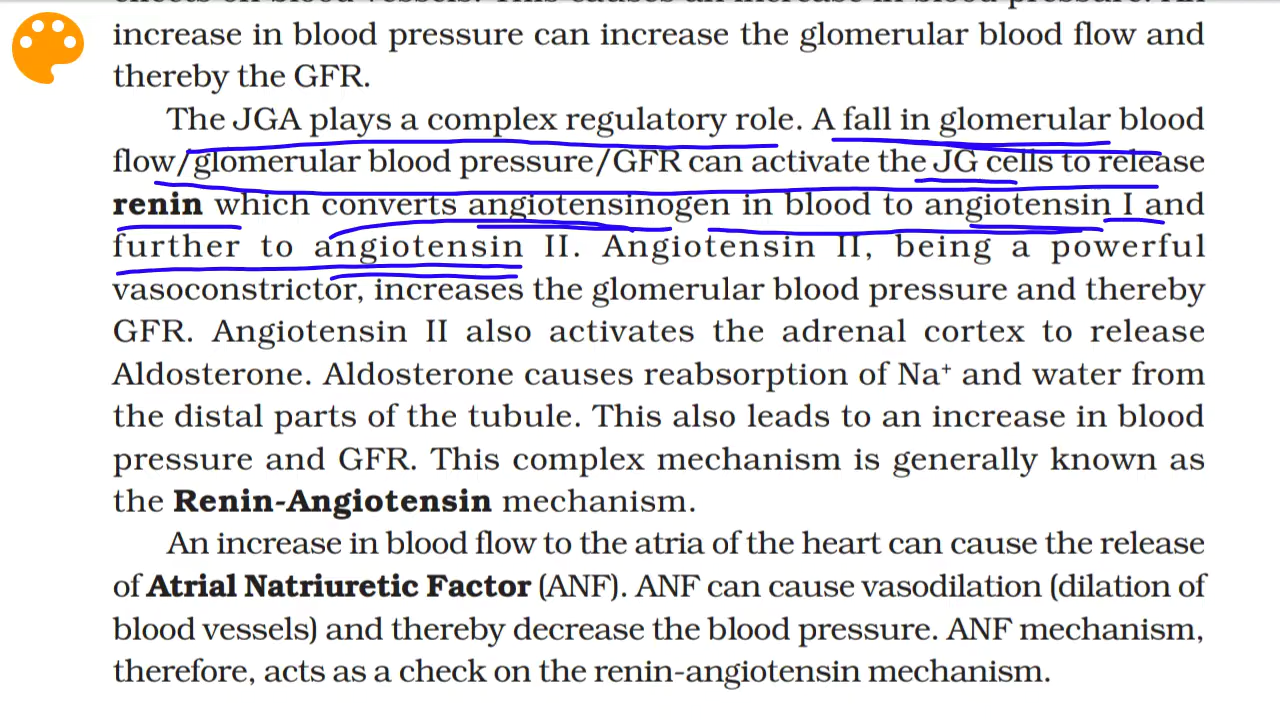 increase in blood pressure can increase the glomerular blood flow and
thereby the GFR.
The JGA plays a complex regulatory role. A fall in glomerular blood
flow/glomerular blood pressure/GFR can activate the JG cells to release
renin which converts angiotensinogen in blood to angiotensin I and
further to angiotensin II. Angiotensin II, being a powerful
vasoconstrictor, increases the glomerular blood pressure and thereby
GFR. Angiotensin II also activates the adrenal cortex to release
Aldosterone. Aldosterone causes reabsorption of Na⁺ and water from
the distal parts of the tubule. This also leads to an increase in blood
pressure and GFR. This complex mechanism is generally known as
the Renin-Angiotensin mechanism.
An increase in blood flow to the atria of the heart can cause the release
of Atrial Natriuretic Factor (ANF). ANF can cause vasodilation (dilation of
blood vessels) and thereby decrease the blood pressure. ANF mechanism,
therefore, acts as a check on the renin-angiotensin mechanism.